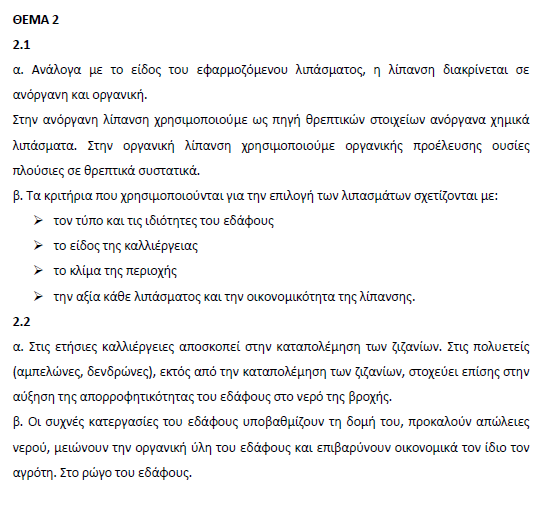 ΘΕΜΑ 2
2.1
α. Ανάλογα με το είδος του εφαρμοζόμενου λιπάσματος, η λίπανση διακρίνεται σε
ανόργανη και οργανική.
Στην ανόργανη λίπανση χρησιμοποιούμε ως πηγή θρεπτικών στοιχείων ανόργανα χημικά
λιπάσματα. Στην οργανική λίπανση χρησιμοποιούμε οργανικής προέλευσης ουσίες
πλούσιες σε θρεπτικά συστατικά.
β. Τα κριτήρια που χρησιμοποιούνται για την επιλογή των λιπασμάτων σχετίζονται με:
➢ τον τύπο και τις ιδιότητες του εδάφους
➢ το είδος της καλλιέργειας
➢ το κλίμα της περιοχής
➢ την αξία κάθε λιπάσματος και την οικονομικότητα της λίπανσης.
2.2
α. Στις ετήσιες καλλιέργειες αποσκοπεί στην καταπολέμηση των ζιζανίων. Στις πολυετείς
(αμπελώνες, δενδρώνες), εκτός από την καταπολέμηση των ζιζανίων, στοχεύει επίσης στην
αύξηση της απορροφητικότητας του εδάφους στο νερό της βροχής.
β. Οι συχνές κατεργασίες του εδάφους υποβαθμίζουν τη δομή του, προκαλούν απώλειες
νερού, μειώνουν την οργανική ύλη του εδάφους και επιβαρύνουν οικονομικά τον ίδιο τον
αγρότη. Στο ρώγο του εδάφους.